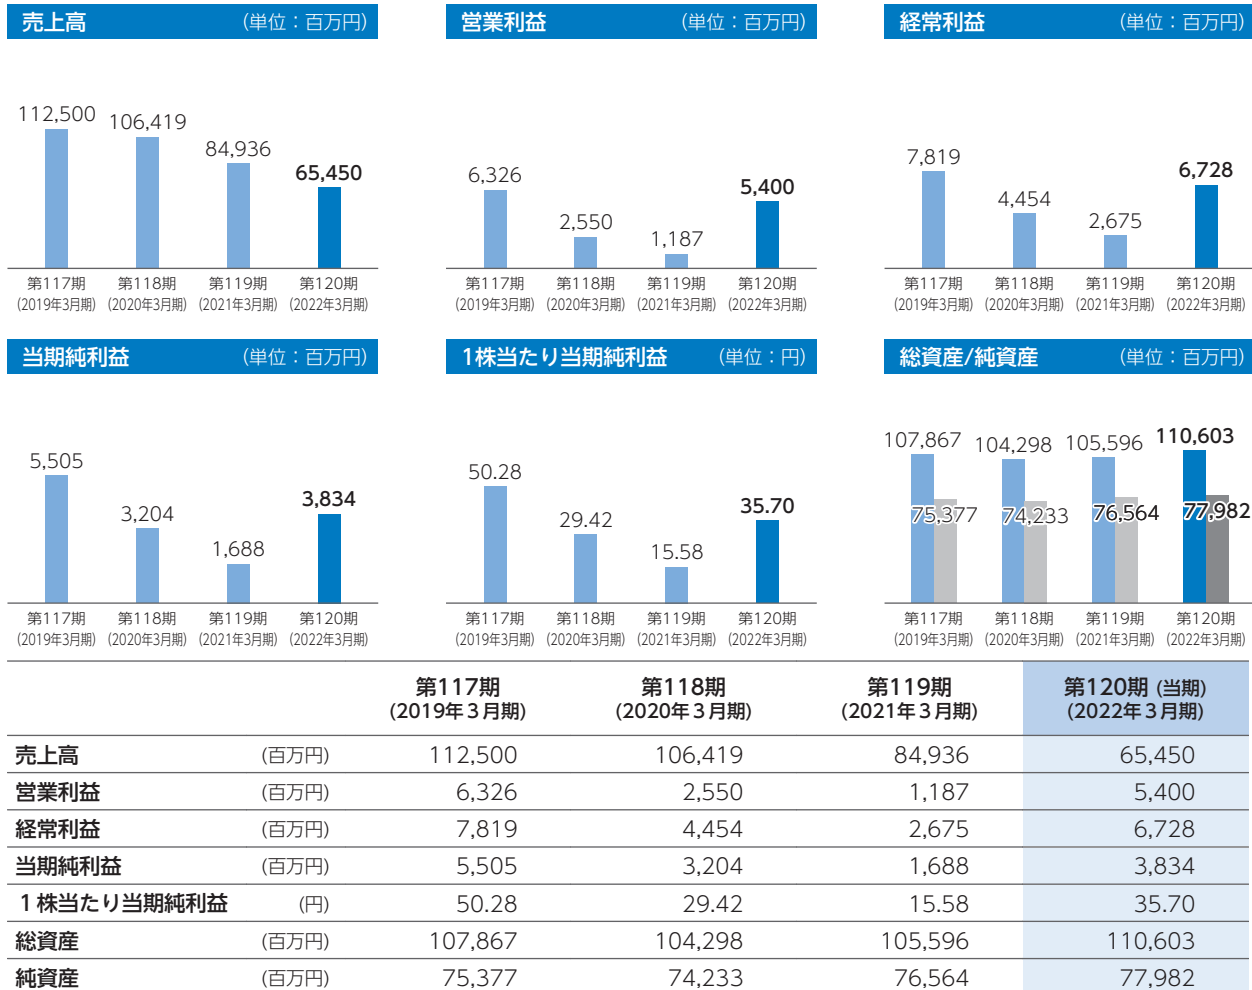 売上高 (単位：百万円)
112,500 106,419 84,936 65,450
第117期 第118期 第119期 第120期
(2019年3月期) (2020年3月期) (2021年3月期) (2022年3月期)
営業利益 (単位：百万円)
6,326 2,550 1,187 5,400
第117期 第118期 第119期 第120期
(2019年3月期) (2020年3月期) (2021年3月期) (2022年3月期)
経常利益 (単位：百万円)
7,819 4,454 2,675 6,728
第117期 第118期 第119期 第120期
(2019年3月期) (2020年3月期) (2021年3月期) (2022年3月期)
当期純利益 (単位：百万円)
5,505 3,204 1,688 3,834
第117期 第118期 第119期 第120期
(2019年3月期) (2020年3月期) (2021年3月期) (2022年3月期)
1株当たり当期純利益 (単位：円)
50.28 29.42 15.58 35.70
第117期 第118期 第119期 第120期
(2019年3月期) (2020年3月期) (2021年3月期) (2022年3月期)
総資産/純資産 (単位：百万円)
107,867 104,298 105,596 110,603
75,377 74,233 76,564 77,982
第117期 第118期 第119期 第120期
(2019年3月期) (2020年3月期) (2021年3月期) (2022年3月期)
第117期 第118期 第119期 第120期 (当期)
(2019年3月期) (2020年3月期) (2021年3月期) (2022年3月期)
売上高 (百万円) 112,500 106,419 84,936 65,450
営業利益 (百万円) 6,326 2,550 1,187 5,400
経常利益 (百万円) 7,819 4,454 2,675 6,728
当期純利益 (百万円) 5,505 3,204 1,688 3,834
1株当たり当期純利益 (円) 50.28 29.42 15.58 35.70
総資産 (百万円) 107,867 104,298 105,596 110,603
純資産 (百万円) 75,377 74,233 76,564 77,982